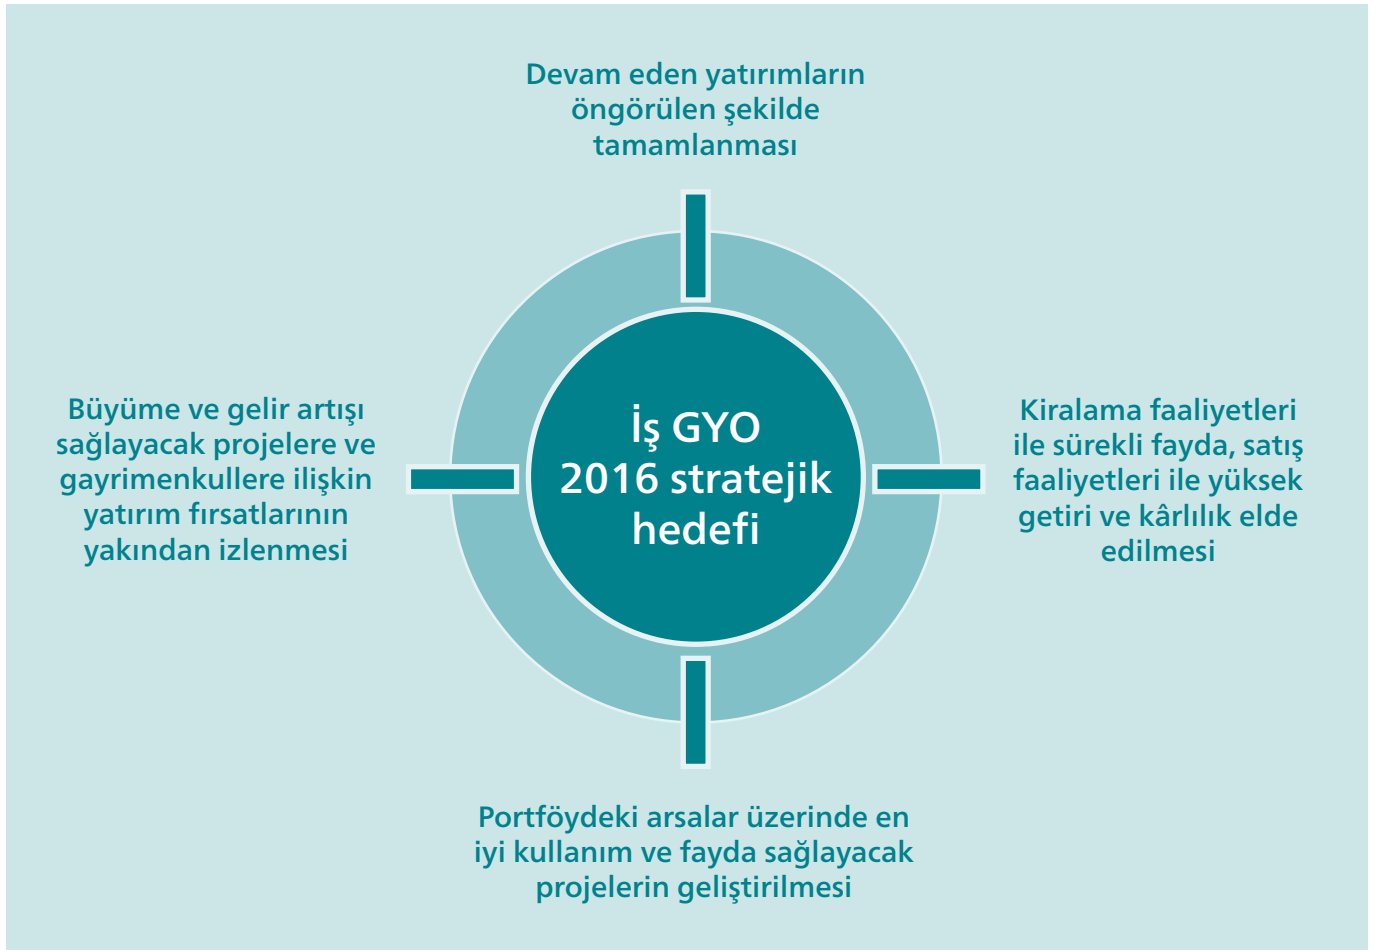 Devam eden yatırımların
öngörülen şekilde
tamamlanması
Büyüme ve gelir artışı
sağlayacak projelere ve
gayrimenkullere ilişkin
yatırım fırsatlarının
yakından izlenmesi
İş GYO
2016 stratejik
hedefi
Kiralama faaliyetleri
ile sürekli fayda, satış
faaliyetleri ile yüksek
getiri ve kârlılık elde
edilmesi
Portföydeki arsalar üzerinde en
iyi kullanım ve fayda sağlayacak
projelerin geliştirilmesi